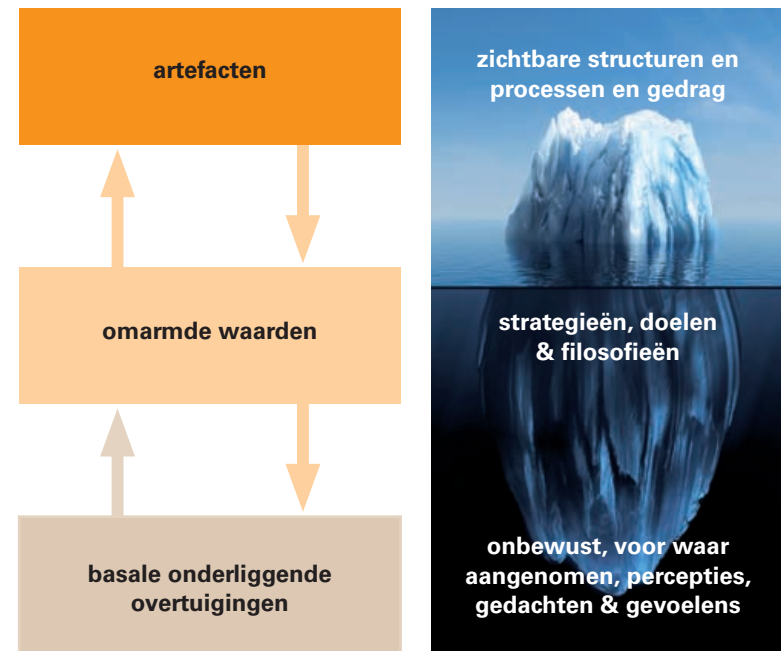 artefacten
zichtbare structuren en
processen en gedrag
omarmde waarden
strategieën, doelen
& filosofieën
basale onderliggende
overtuigingen
onbewust, voor waar
aangenomen, percepties,
gedachten & gevoelens